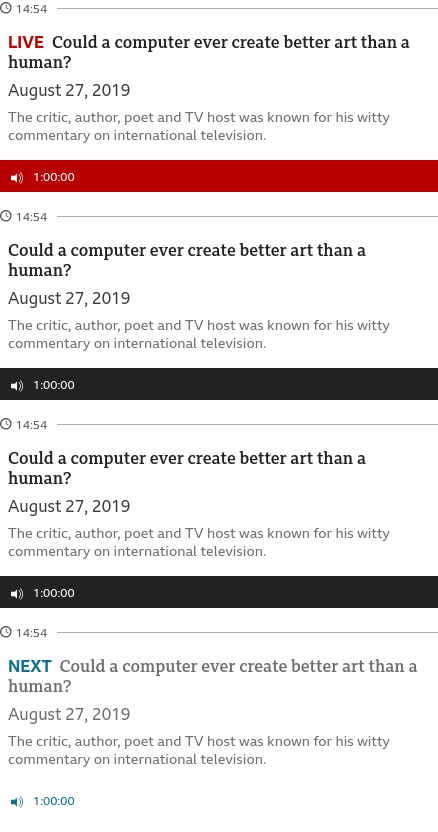 14:54
LIVE Could a computer ever create better art than a
human?
August 27, 2019
The critic, author, poet and TV host was known for his witty
commentary on international television.
1:00:00
14:54
Could a computer ever create better art than a
human?
August 27, 2019
The critic, author, poet and TV host was known for his witty
commentary on international television.
1:00:00
14:54
Could a computer ever create better art than a
human?
August 27, 2019
The critic, author, poet and TV host was known for his witty
commentary on international television.
1:00:00
14:54
NEXT Could a computer ever create better art than a
human?
August 27, 2019
The critic, author, poet and TV host was known for his witty
commentary on international television.
1:00:00